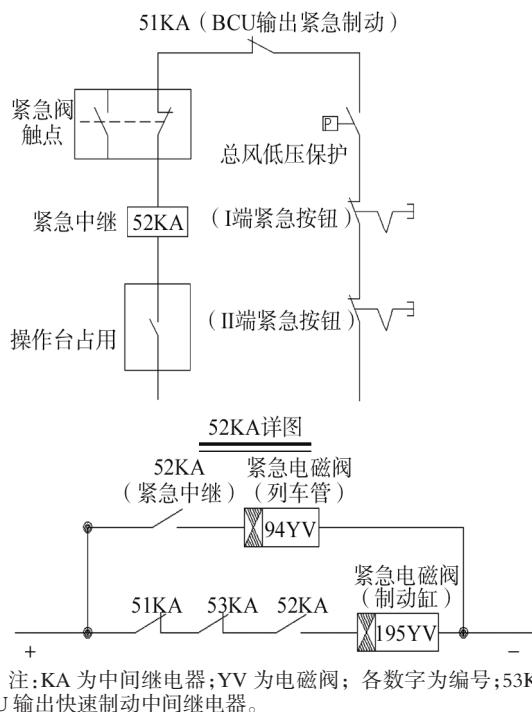 51KA（BCU输出紧急制动）
紧急阀
触点
P
总风低压保护
紧急中继
52KA
（I端紧急按钮）
操作台占用
（II端紧急按钮）
52KA详图
52KA
（紧急中继）
紧急电磁阀
（列车管）
94YV
紧急电磁阀
（制动缸）
51KA
53KA
52KA
195YV
+
−
注:KA 为中间继电器;YV 为电磁阀; 各数字为编号;53K
输出快速制动中间继电器。